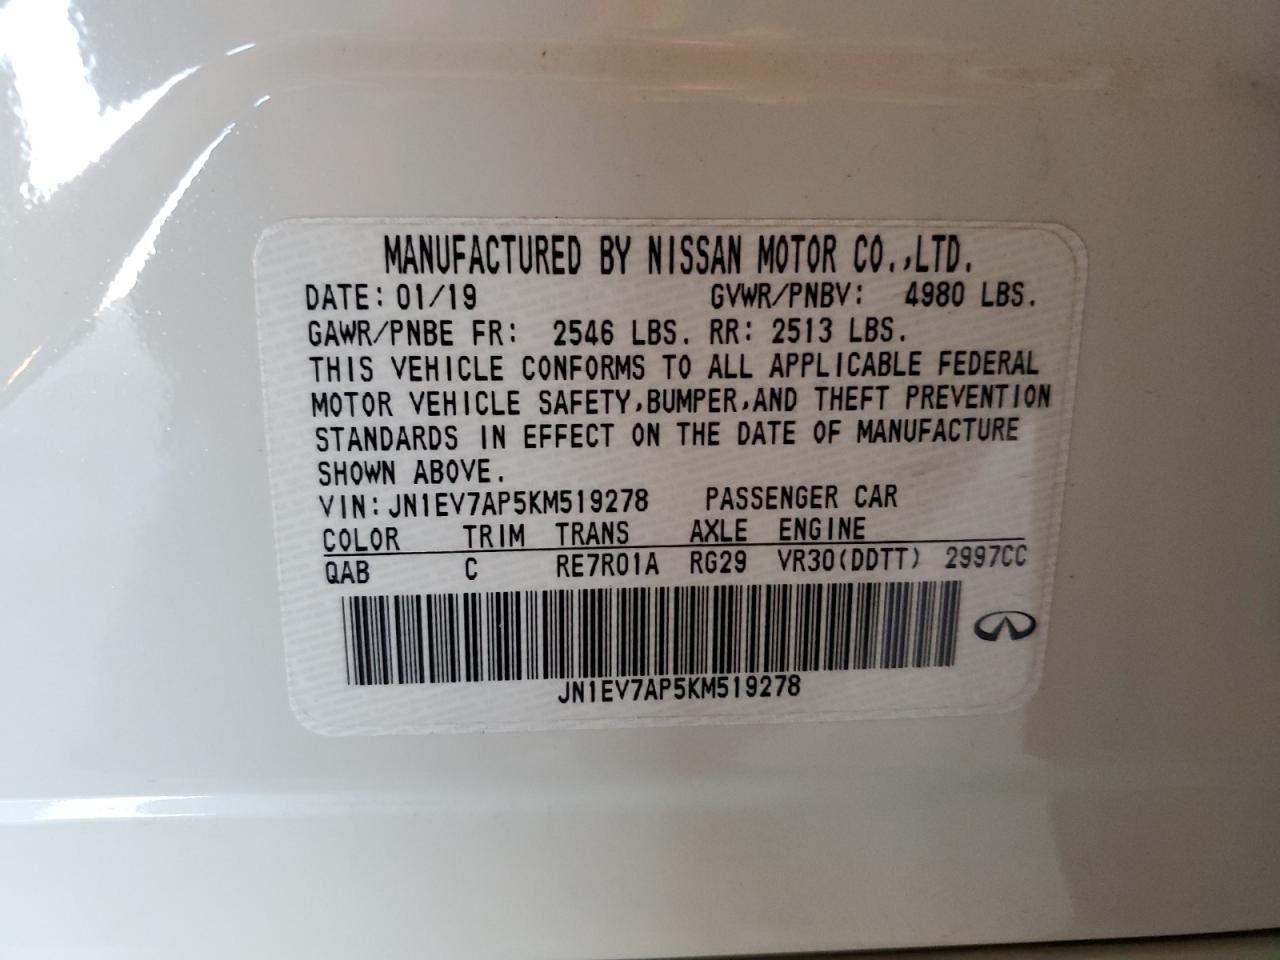 MANUFACTURED BY NISSAN MOTOR CO.,LTD.
DATE: 01/19 GVWR/PNBV: 4980 LBS.
GAWR/PNBE FR: 2546 LBS. RR: 2513 LBS.
THIS VEHICLE CONFORMS TO ALL APPLICABLE FEDERAL
MOTOR VEHICLE SAFETY,BUMPER,AND THEFT PREVENTION
STANDARDS IN EFFECT ON THE DATE OF MANUFACTURE
SHOWN ABOVE.
VIN:JN1EV7AP5KM519278 PASSENGER CAR
COLOR TRIM TRANS AXLE ENGINE
QAB C RE7R01A RG29 VR30(DDTT) 2997CC
JN1EV7AP5KM519278